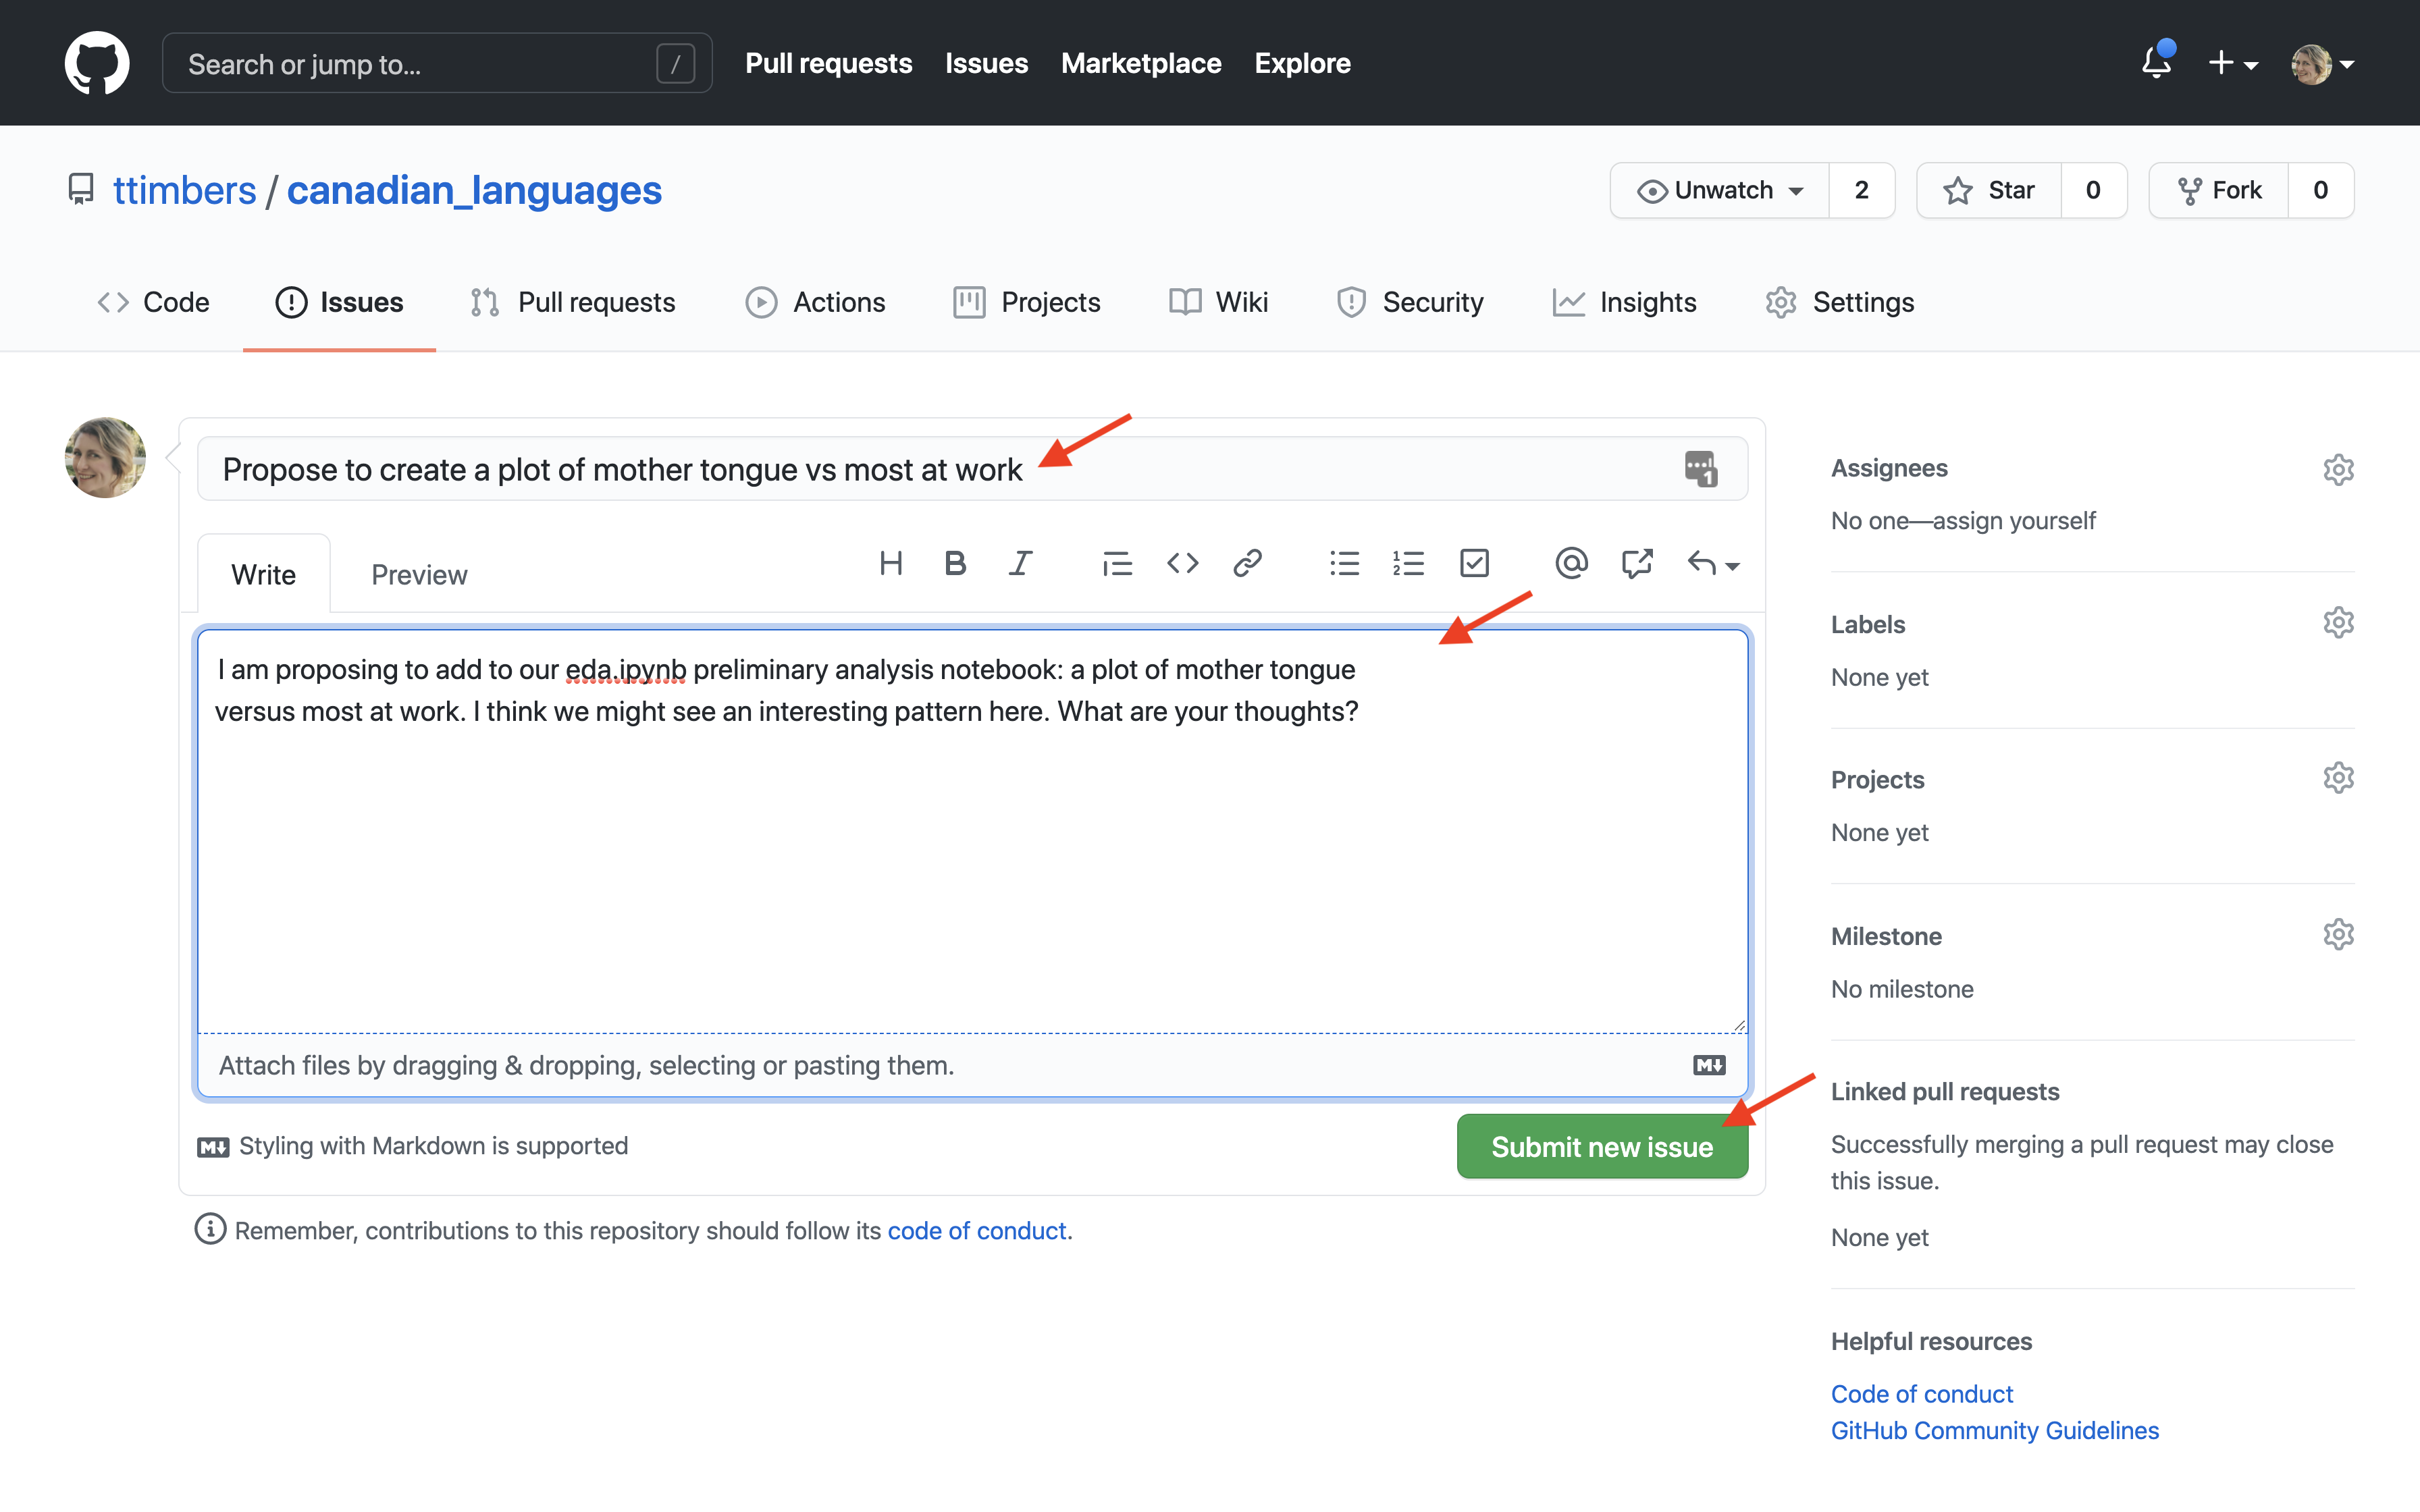 Search or jump to... /
Pull requests Issues Marketplace Explore
ttimbers / canadian_languages
Unwatch 2 Star 0 Fork 0
Code Issues Pull requests Actions Projects Wiki Security Insights Settings
Propose to create a plot of mother tongue vs most at work
1
Write Preview
H B I
I am proposing to add to our eda.ipynb preliminary analysis notebook: a plot of mother tongue
versus most at work. I think we might see an interesting pattern here. What are your thoughts?
Attach files by dragging & dropping, selecting or pasting them.
Styling with Markdown is supported
Submit new issue
Remember, contributions to this repository should follow its code of conduct.
Assignees
No one—assign yourself
Labels
None yet
Projects
None yet
Milestone
No milestone
Linked pull requests
Successfully merging a pull request may close
this issue.
None yet
Helpful resources
Code of conduct
GitHub Community Guidelines